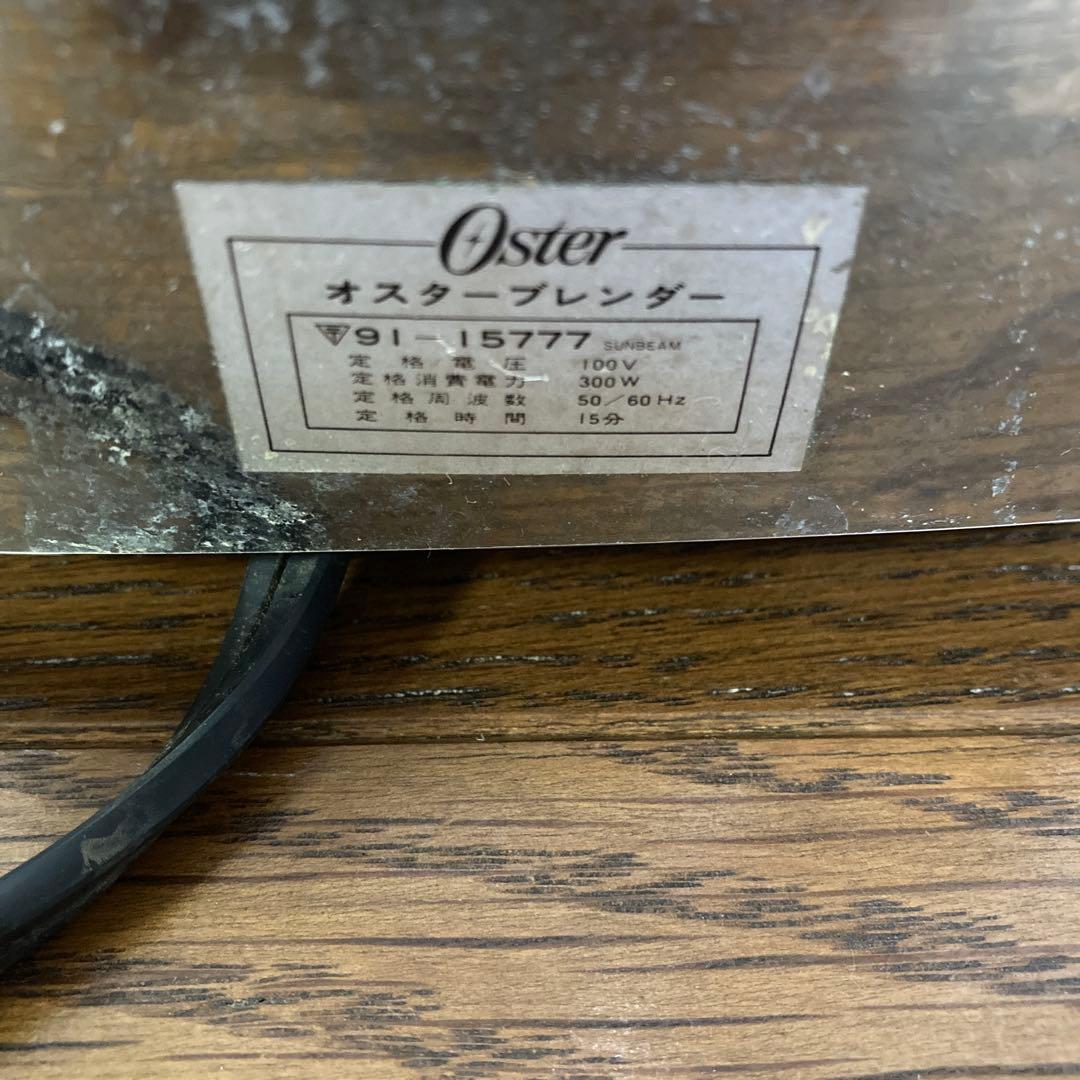 Oster
オスターブレンダー
〒91-15777 SUNBEAM
定格電圧 100V
定格消費電力 300W
定格周波数 50/60Hz
定格時間 15分